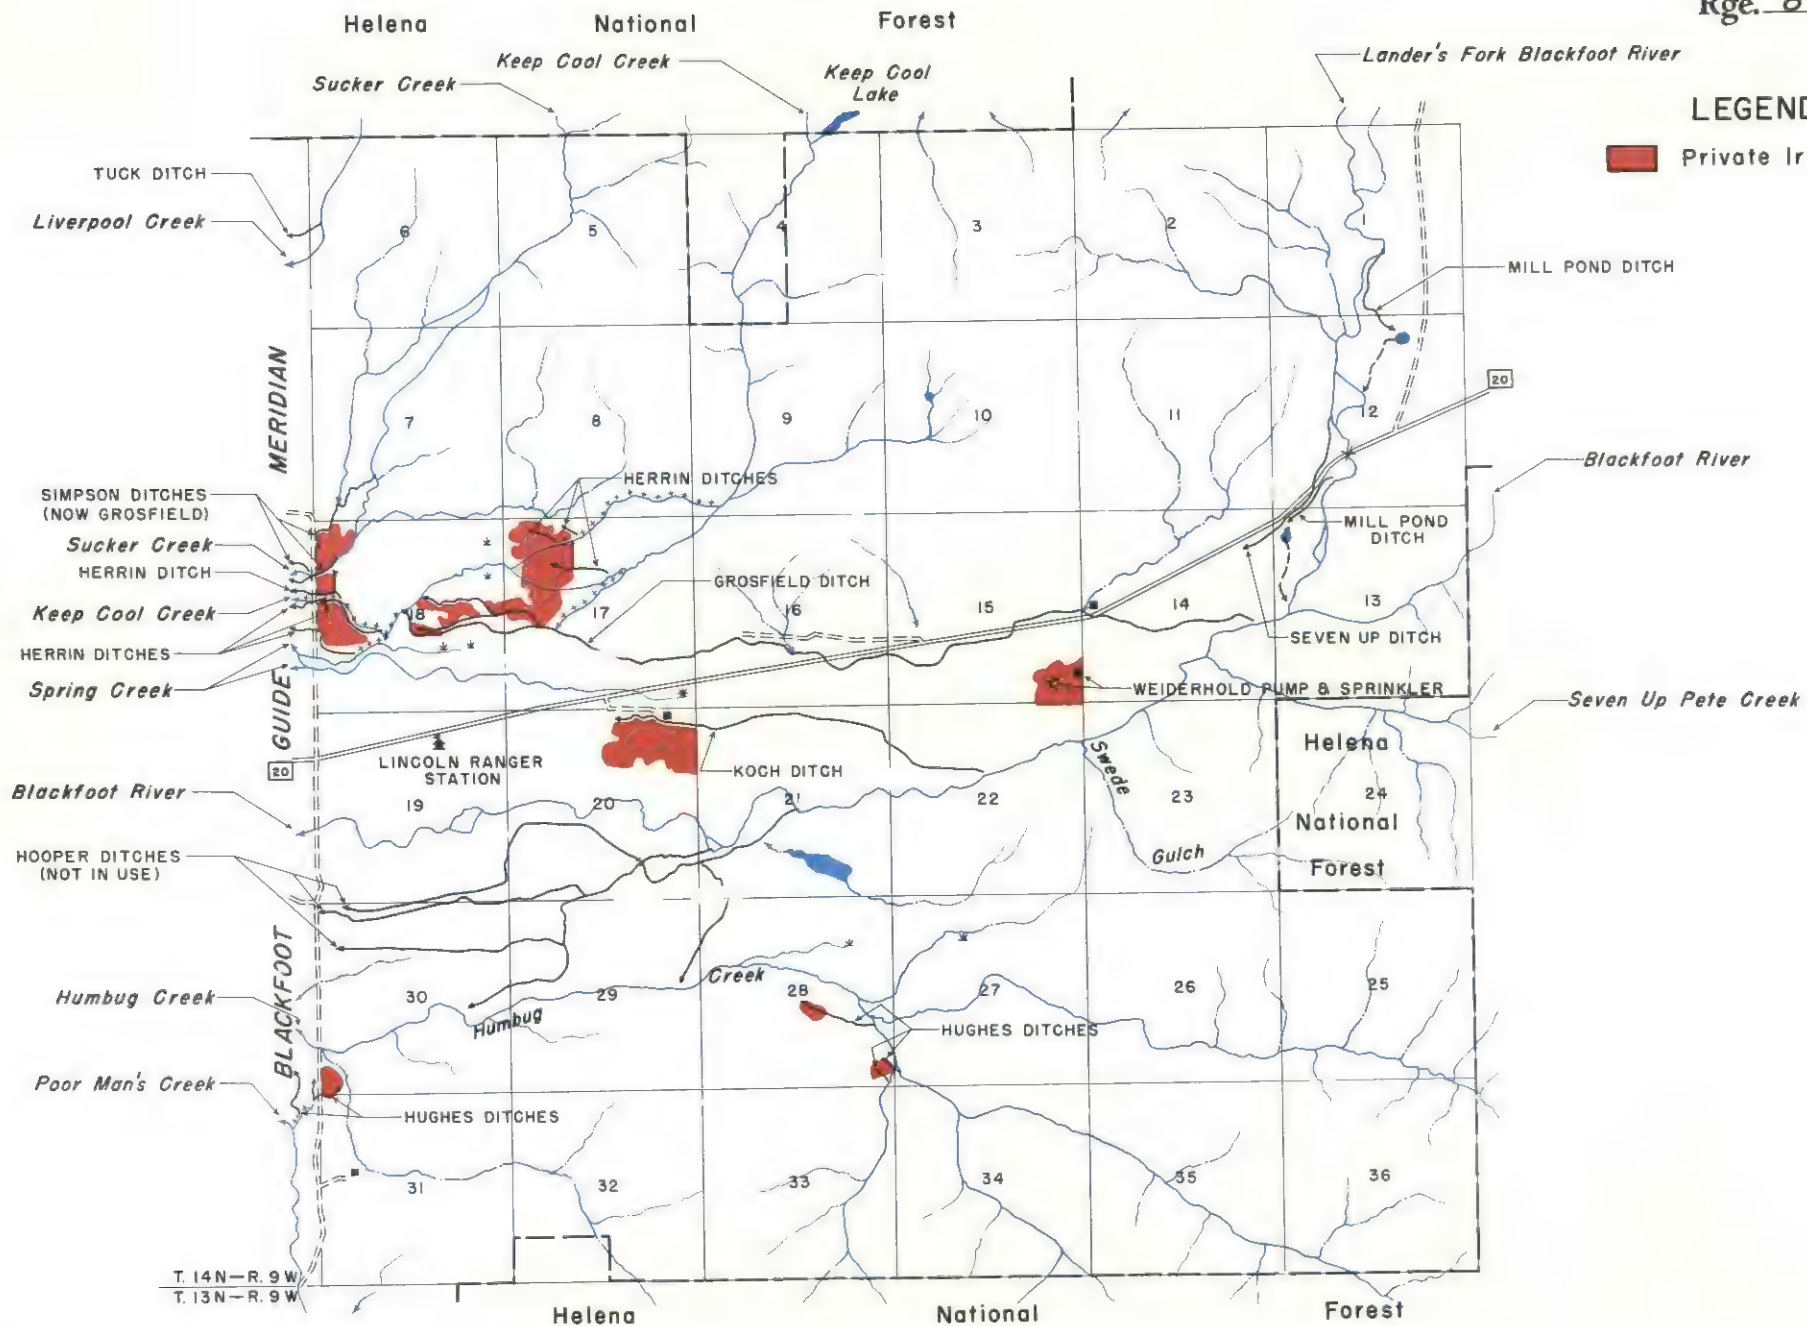 Rge. 8
Helena National Forest
Lander's Fork Blackfoot River
Keep Cool Creek
Keep Cool
Lake
Sucker Creek
LEGEND
Private Ir
TUCK DITCH
Liverpool Creek
6
5
4
3
2
MILL POND DITCH
MERIDIAN
20
7
8
9
10
11
12
Blackfoot River
HERRIN DITCHES
SIMPSON DITCHES
(NOW GROSFIELD)
MILL POND
DITCH
Sucker Creek
HERRIN DITCH
GROSFIELD DITCH
Keep Cool Creek
18
17
16
15
14
13
SEVEN UP DITCH
HERRIN DITCHES
Spring Creek
WEIDERHOLD PUMP & SPRINKLER
Seven Up Pete Creek
GUIDE
20
LINCOLN RANGER
STATION
KOCH DITCH
Swede
Gulch
Helena
National
Forest
Blackfoot River
19
20
21
22
23
24
HOOPER DITCHES
(NOT IN USE)
BLACKFOOT
Creek
Humbug Creek
30
29
28
27
26
25
Humbug
HUGHES DITCHES
Poor Man's Creek
HUGHES DITCHES
31
32
33
34
35
36
T. 14N—R. 9W
T. 13N—R. 9W
Helena National Forest